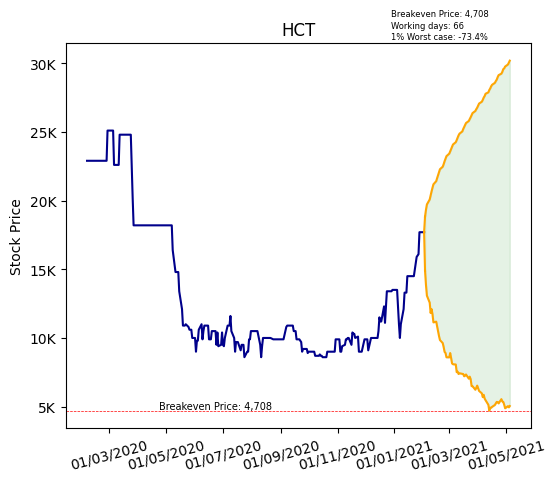 Breakeven Price: 4,708
Working days: 66
1% Worst case: -73.4%
HCT
Stock Price
30K
25K
20K
15K
10K
5K
Breakeven Price: 4,708
01/03/2020
01/05/2020
01/07/2020
01/09/2020
01/11/2020
01/01/2021
01/03/2021
01/05/2021